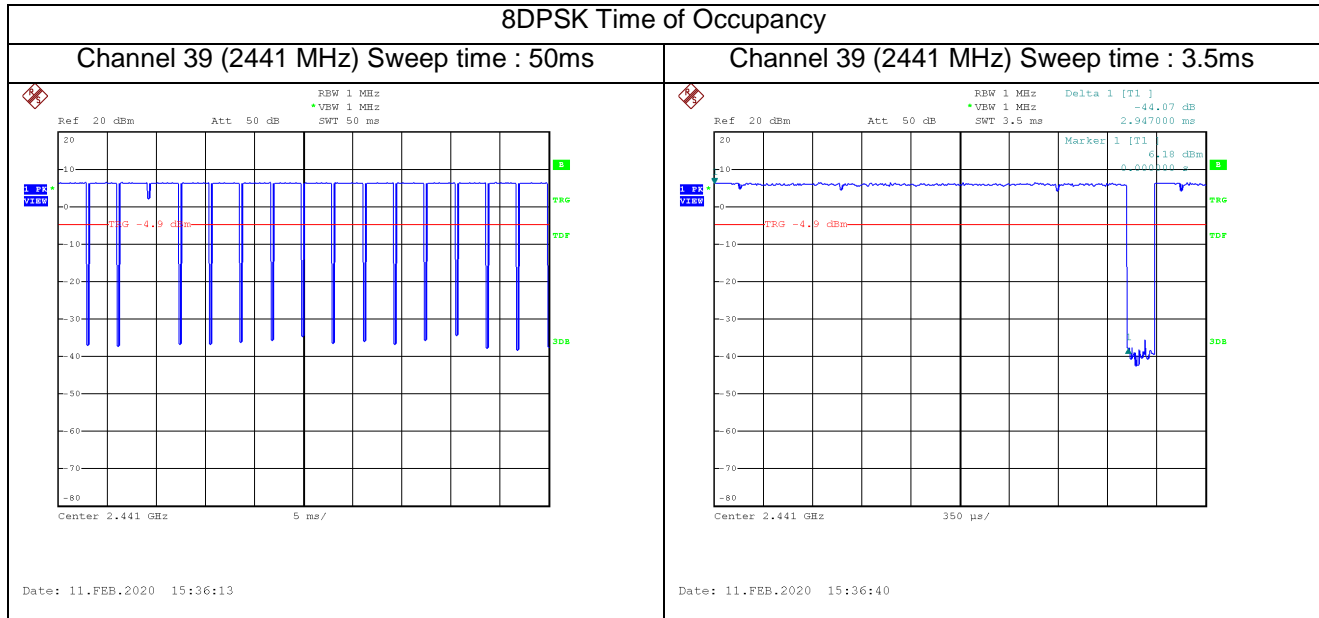 8DPSK Time of Occupancy
Channel 39 (2441 MHz) Sweep time : 50ms
Channel 39 (2441 MHz) Sweep time : 3.5ms
R S
RBW 1 MHz
*VBW 1 MHz
Ref 20 dBm Att 50 dB SWT 50 ms
20
10
0
TRG -4.9 dBm
-10
-20
-30
-40
-50
-60
-70
-80
1 PK *
VIEW
B
TRG
TDF
3DB
Center 2.441 GHz 5 ms/
Date: 11.FEB.2020 15:36:13
R S
RBW 1 MHz Delta 1 [T1 ]
*VBW 1 MHz -44.07 dB
Ref 20 dBm Att 50 dB SWT 3.5 ms 2.947000 ms
Marker 1 [T1 ]
6.18 dBm
0.000000 s
20
10
0
TRG -4.9 dBm
-10
-20
-30
-40
-50
-60
-70
-80
1
1 PK *
VIEW
B
TRG
TDF
3DB
Center 2.441 GHz 350 µs/
Date: 11.FEB.2020 15:36:40